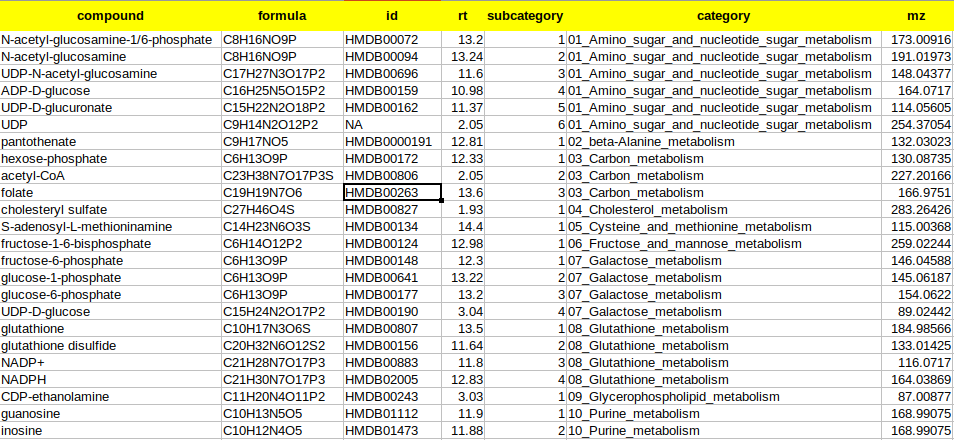 compound formula id rt subcategory category mz
N-acetyl-glucosamine-1/6-phosphate C8H16NO9P HMDB00072 13.2 1 01_Amino_sugar_and_nucleotide_sugar_metabolism 173.00916
N-acetyl-glucosamine C8H16NO9P HMDB00094 13.24 2 01_Amino_sugar_and_nucleotide_sugar_metabolism 191.01973
UDP-N-acetyl-glucosamine C17H27N3O17P2 HMDB00696 11.6 3 01_Amino_sugar_and_nucleotide_sugar_metabolism 148.04377
ADP-D-glucose C16H25N5O15P2 HMDB00159 10.98 4 01_Amino_sugar_and_nucleotide_sugar_metabolism 164.0717
UDP-D-glucuronate C15H22N2O18P2 HMDB00162 11.37 5 01_Amino_sugar_and_nucleotide_sugar_metabolism 114.05605
UDP C9H14N2O12P2 NA 2.05 6 01_Amino_sugar_and_nucleotide_sugar_metabolism 254.37054
pantothenate C9H17NO5 HMDB0000191 12.81 1 02_beta-Alanine_metabolism 132.03023
hexose-phosphate C6H13O9P HMDB00172 12.33 1 03_Carbon_metabolism 130.08735
acetyl-CoA C23H38N7O17P3S HMDB00806 2.05 2 03_Carbon_metabolism 227.20166
folate C19H19N7O6 HMDB00263 13.6 3 03_Carbon_metabolism 166.9751
cholesteryl sulfate C27H46O4S HMDB00827 1.93 1 04_Cholesterol_metabolism 283.26426
S-adenosyl-L-methioninamine C14H23N6O3S HMDB00134 14.4 1 05_Cysteine_and_methionine_metabolism 115.00368
fructose-1-6-bisphosphate C6H14O12P2 HMDB00124 12.98 1 06_Fructose_and_mannose_metabolism 259.02244
fructose-6-phosphate C6H13O9P HMDB00148 12.3 1 07_Galactose_metabolism 146.04588
glucose-1-phosphate C6H13O9P HMDB00641 13.22 2 07_Galactose_metabolism 145.06187
glucose-6-phosphate C6H13O9P HMDB00177 13.2 3 07_Galactose_metabolism 154.0622
UDP-D-glucose C15H24N2O17P2 HMDB00190 3.04 4 07_Galactose_metabolism 89.02442
glutathione C10H17N3O6S HMDB00807 13.5 1 08_Glutathione_metabolism 184.98566
glutathione disulfide C20H32N6O12S2 HMDB00156 11.64 2 08_Glutathione_metabolism 133.01425
NADP+ C21H28N7O17P3 HMDB00883 11.8 3 08_Glutathione_metabolism 116.0717
NADPH C21H30N7O17P3 HMDB02005 12.83 4 08_Glutathione_metabolism 164.03869
CDP-ethanolamine C11H20N4O11P2 HMDB00243 3.03 1 09_Glycerophospholipid_metabolism 87.00877
guanosine C10H13N5O5 HMDB01112 11.9 1 10_Purine_metabolism 168.99075
inosine C10H12N4O5 HMDB01473 11.88 2 10_Purine_metabolism 168.99075